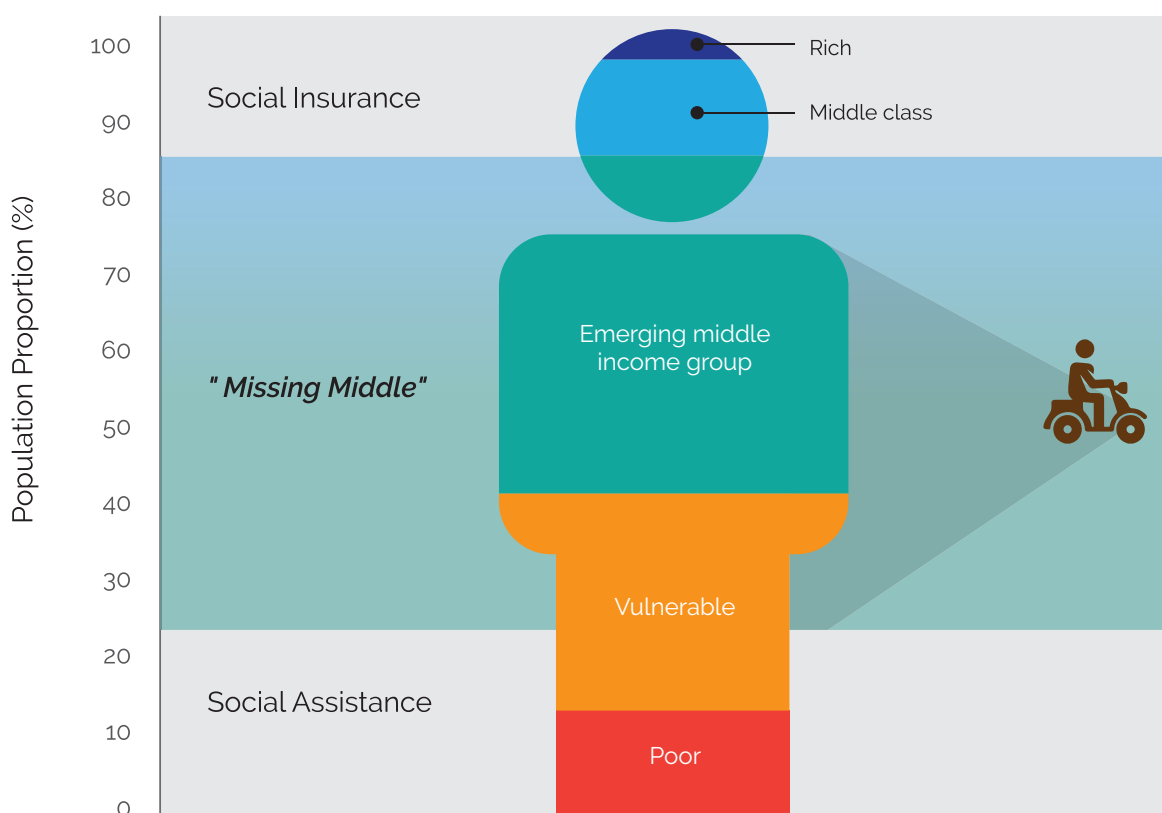 Population Proportion (%)
100
90
80
70
60
50
40
30
20
10
0
Social Insurance
" Missing Middle"
Social Assistance
Rich
Middle class
Emerging middle
income group
Vulnerable
Poor